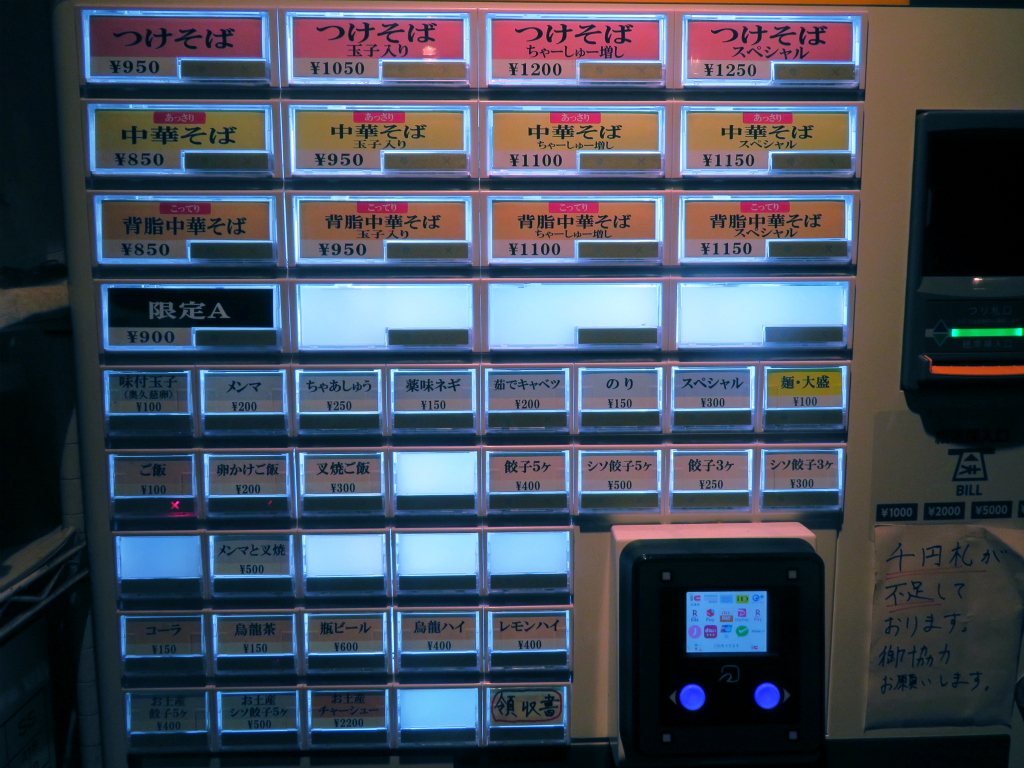 つけそば
¥950
つけそば
玉子入り
¥1050
つけそば
ちゃーしゅー増し
¥1200
つけそば
スペシャル
¥1250
あっさり
中華そば
¥850
あっさり
中華そば
玉子入り
¥950
あっさり
中華そば
ちゃーしゅー増し
¥1100
あっさり
中華そば
スペシャル
¥1150
こってり
背脂中華そば
¥850
こってり
背脂中華そば
玉子入り
¥950
こってり
背脂中華そば
ちゃーしゅー増し
¥1100
こってり
背脂中華そば
スペシャル
¥1150
限定A
¥900
味付玉子
(奥久慈卵)
¥100
メンマ
¥200
ちゃあしゅう
¥250
薬味ネギ
¥150
茹でキャベツ
¥200
のり
¥150
スペシャル
¥300
麺・大盛
¥100
ご飯
¥100
卵かけご飯
¥200
叉焼ご飯
¥300
餃子5ヶ
¥400
シソ餃子5ヶ
¥500
餃子3ヶ
¥250
シソ餃子3ヶ
¥300
メンマと叉焼
¥500
コーラ
¥150
烏龍茶
¥150
瓶ビール
¥600
烏龍ハイ
¥400
レモンハイ
¥400
お土産
餃子5ヶ
¥400
お土産
シソ餃子5ヶ
¥500
お土産
チャーシュー
¥2200
領収書
BILL
¥1000
¥2000
¥5000
千円札が
不足して
おります。
御協力
お願いします。